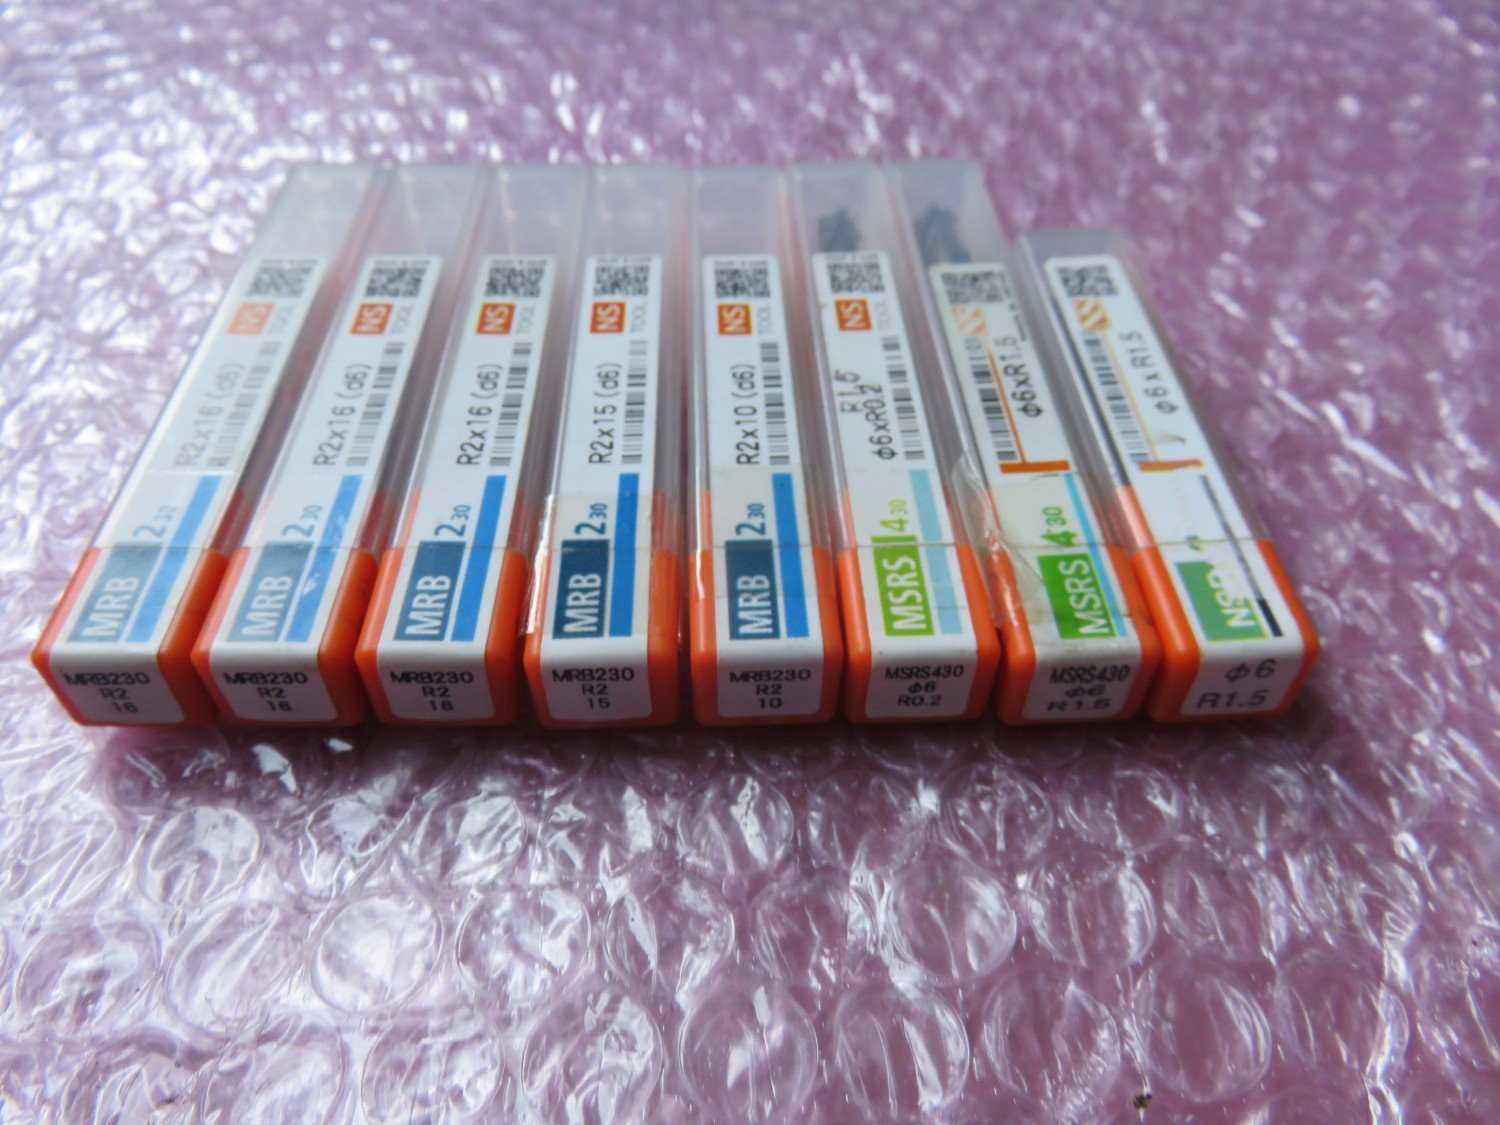 NS TOOL
R2x16 (d6)
MRB 2 30
MRB230
R2
16
NS TOOL
R2x16 (d6)
MRB 2 30
MRB230
R2
16
NS TOOL
R2x16 (d6)
MRB 2 30
MRB230
R2
16
NS TOOL
R2x15 (d6)
MRB 2 30
MRB230
R2
15
NS TOOL
R2x10 (d6)
MRB 2 30
MRB230
R2
10
NS TOOL
R1.5
φ6xR0.2
MSRS 4 30
MSRS430
φ6
R0.2
φ6xR1.5
MSRS 4 30
MSRS430
φ6
R1.5
φ6 x R1.5
φ6
R1.5